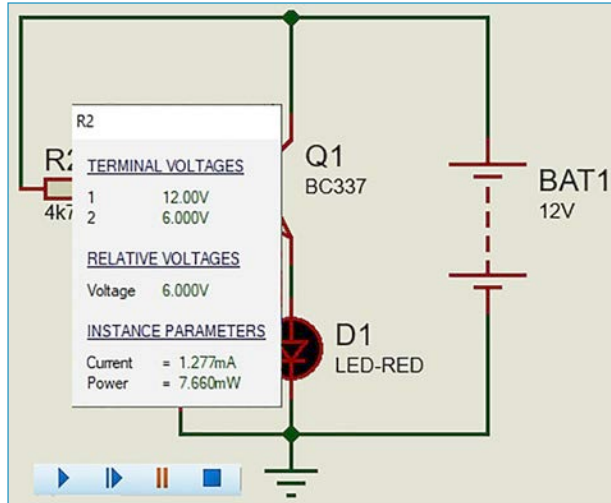 R2
TERMINAL VOLTAGES
1 12.00V
2 6.000V
RELATIVE VOLTAGES
Voltage 6.000V
INSTANCE PARAMETERS
Current = 1.277mA
Power = 7.660mW
4k7
Q1
BC337
BAT1
12V
D1
LED-RED